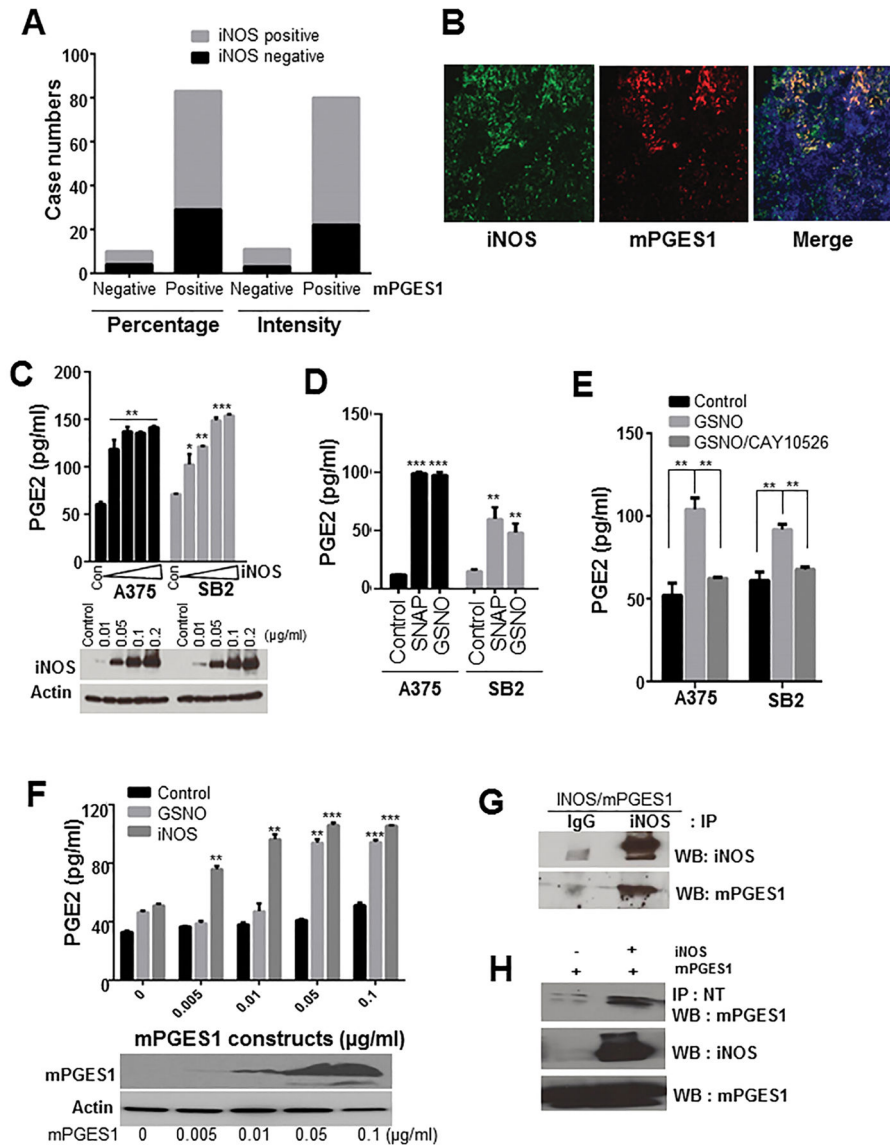 A
iNOS positive
iNOS negative
100
80
60
40
20
0
Case numbers
Negative Positive Negative Positive mPGES1
Percentage Intensity
B
iNOS mPGES1 Merge
C
200
150
100
50
0
PGE2 (pg/ml)
**
* ** ***
Con Con iNOS
A375 SB2
Control 0.01 0.05 0.1 0.2 Control 0.01 0.05 0.1 0.2 (µg/ml)
iNOS
Actin
D
150
100
50
0
PGE2 (pg/ml)
*** *** ** **
Control SNAP GSNO Control SNAP GSNO
A375 SB2
E
Control
GSNO
GSNO/CAY10526
150
100
50
0
PGE2 (pg/ml)
** ** ** **
A375 SB2
F
Control
GSNO
iNOS
120
80
40
0
PGE2 (pg/ml)
** ** ** *** *** ***
0 0.005 0.01 0.05 0.1
mPGES1 constructs (µg/ml)
mPGES1
Actin
mPGES1 0 0.005 0.01 0.05 0.1 (µg/ml)
G
INOS/mPGES1
IgG iNOS : IP
WB: iNOS
WB: mPGES1
H
- + iNOS
+ + mPGES1
IP : NT
WB : mPGES1
WB : iNOS
WB : mPGES1